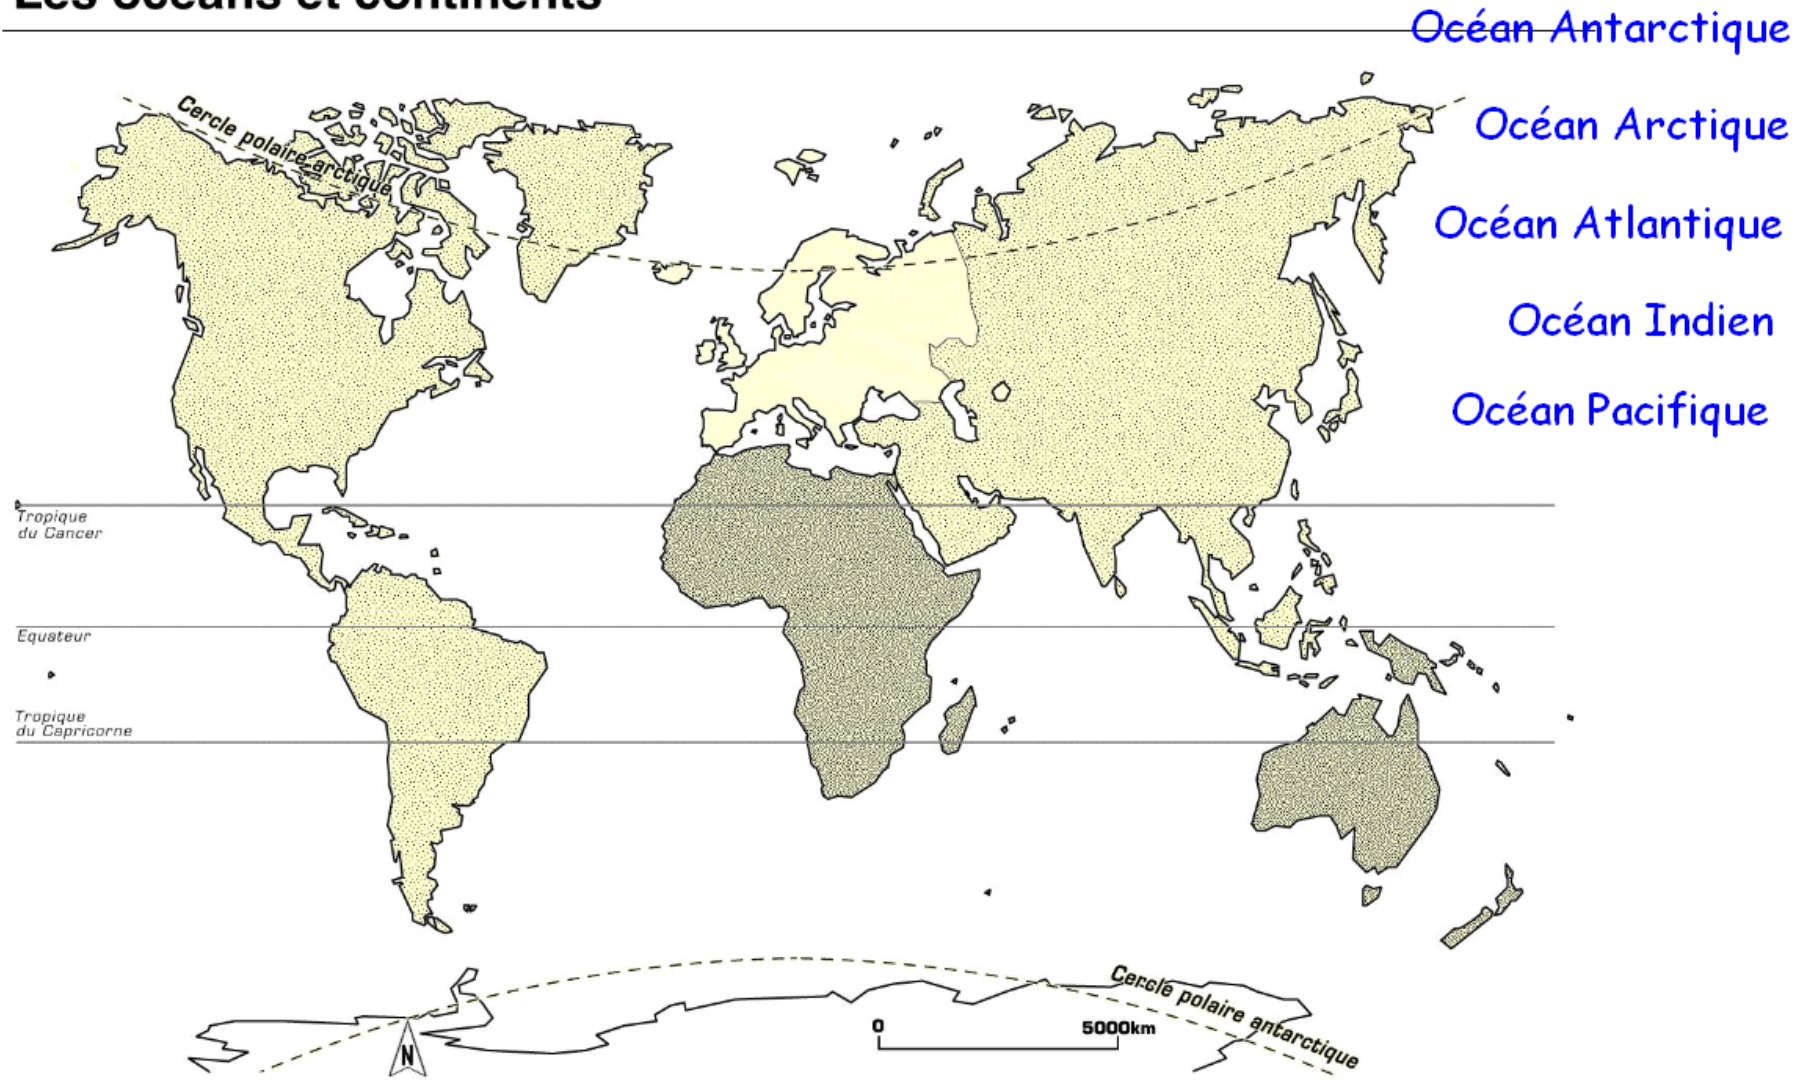 Les océans et continents
Océan Antarctique
Cercle polaire arctique
Océan Arctique
Océan Atlantique
Océan Indien
Océan Pacifique
Tropique
du Cancer
Equateur
Tropique
du Capricorne
Cercle polaire antarctique
0 5000km
N